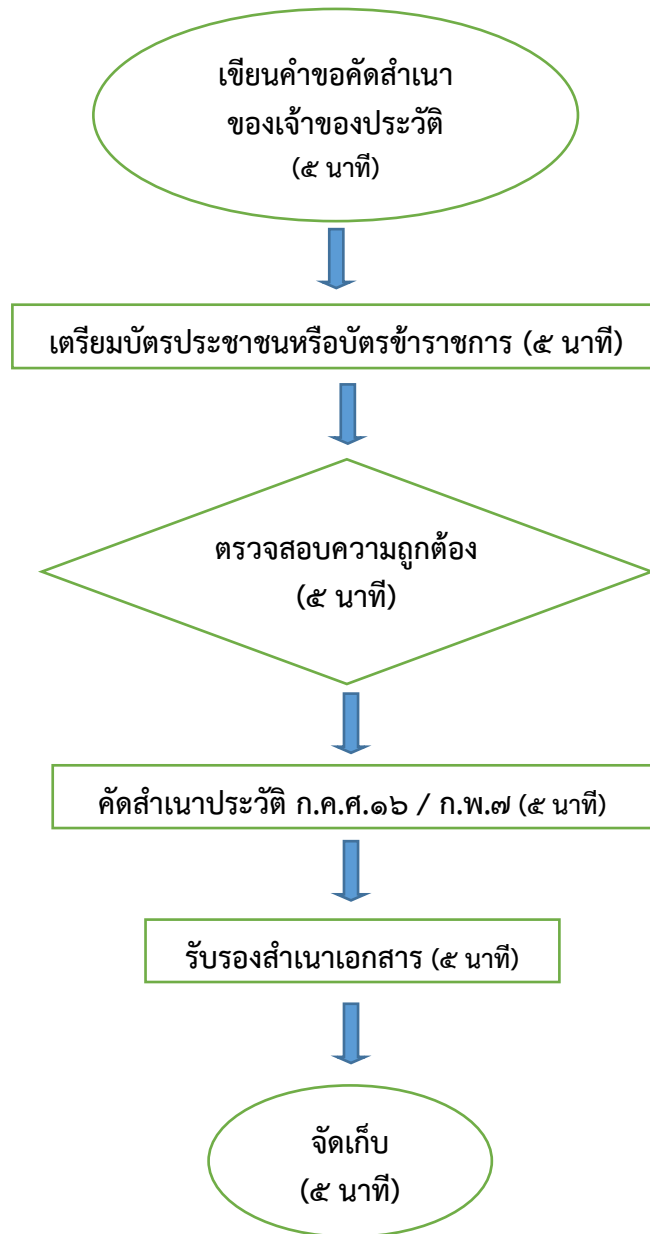 เขียนคำขอคัดสำเนา
ของเจ้าของประวัติ
(๕ นาที)
เตรียมบัตรประชาชนหรือบัตรข้าราชการ (๕ นาที)
ตรวจสอบความถูกต้อง
(๕ นาที)
คัดสำเนาประวัติ ก.ค.ศ.๑๖ / ก.พ.๗ (๕ นาที)
รับรองสำเนาเอกสาร (๕ นาที)
จัดเก็บ
(๕ นาที)